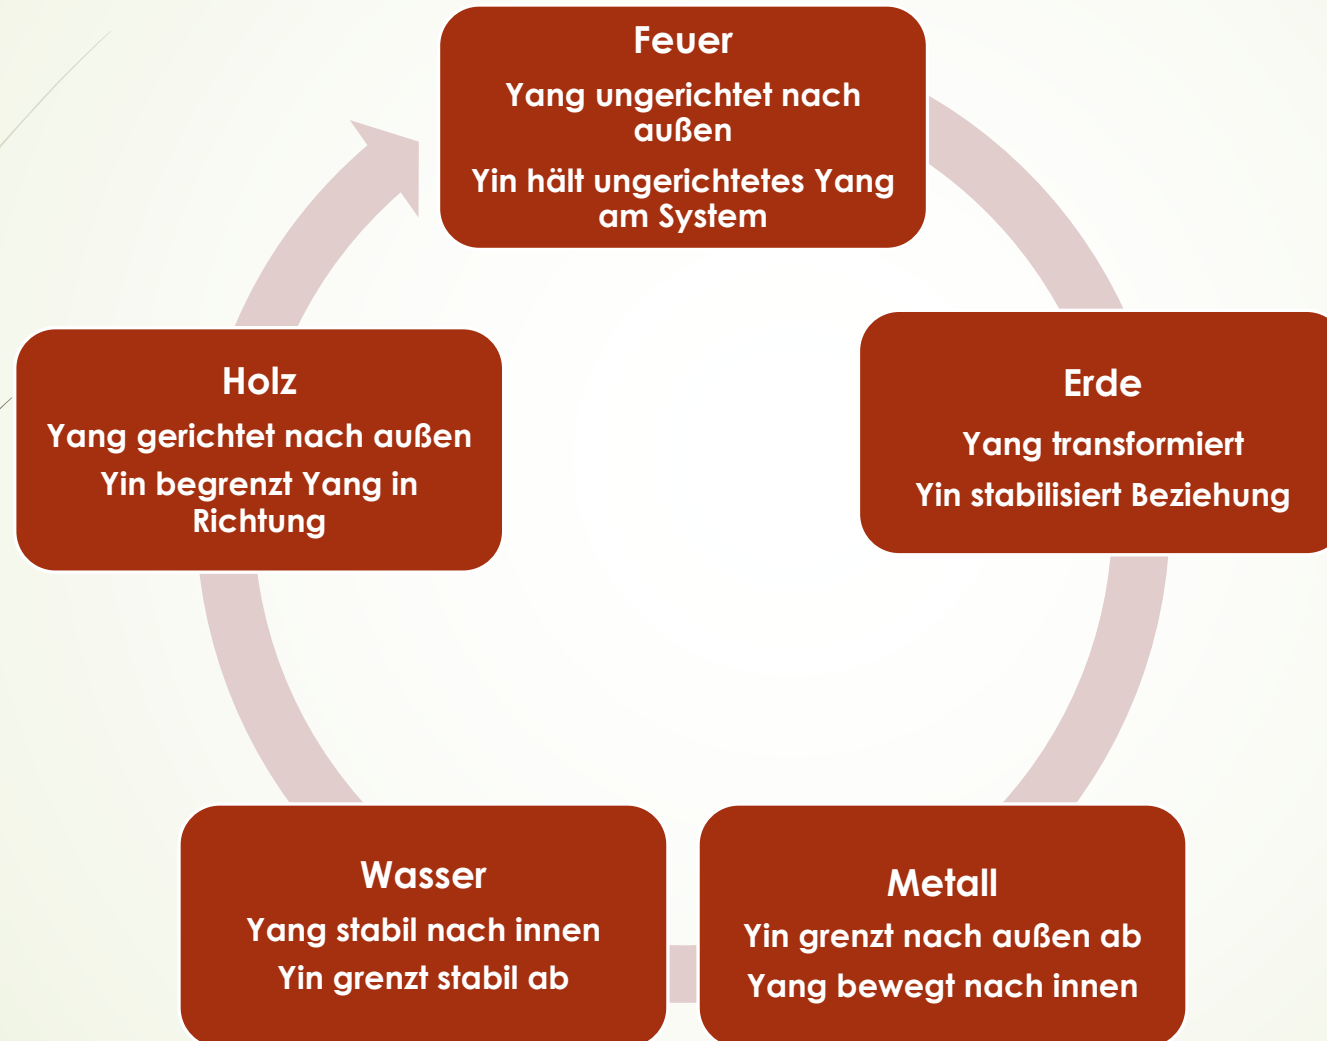 Feuer
Yang ungerichtet nach
außen
Yin hält ungerichtetes Yang
am System
Erde
Yang transformiert
Yin stabilisiert Beziehung
Metall
Yin grenzt nach außen ab
Yang bewegt nach innen
Wasser
Yang stabil nach innen
Yin grenzt stabil ab
Holz
Yang gerichtet nach außen
Yin begrenzt Yang in
Richtung